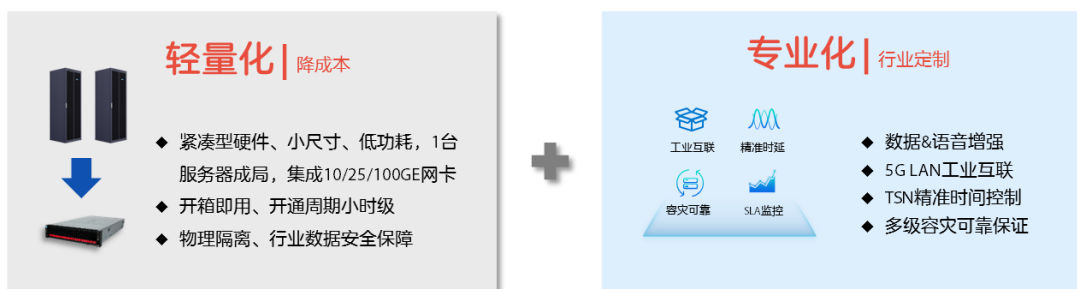 轻量化| 降成本
◆ 紧凑型硬件、小尺寸、低功耗，1台
服务器成局，集成10/25/100GE网卡
◆ 开箱即用、开通周期小时级
◆ 物理隔离、行业数据安全保障
专业化| 行业定制
工业互联 精准时延
容灾可靠 SLA监控
◆ 数据&语音增强
◆ 5G LAN工业互联
◆ TSN精准时间控制
◆ 多级容灾可靠保证